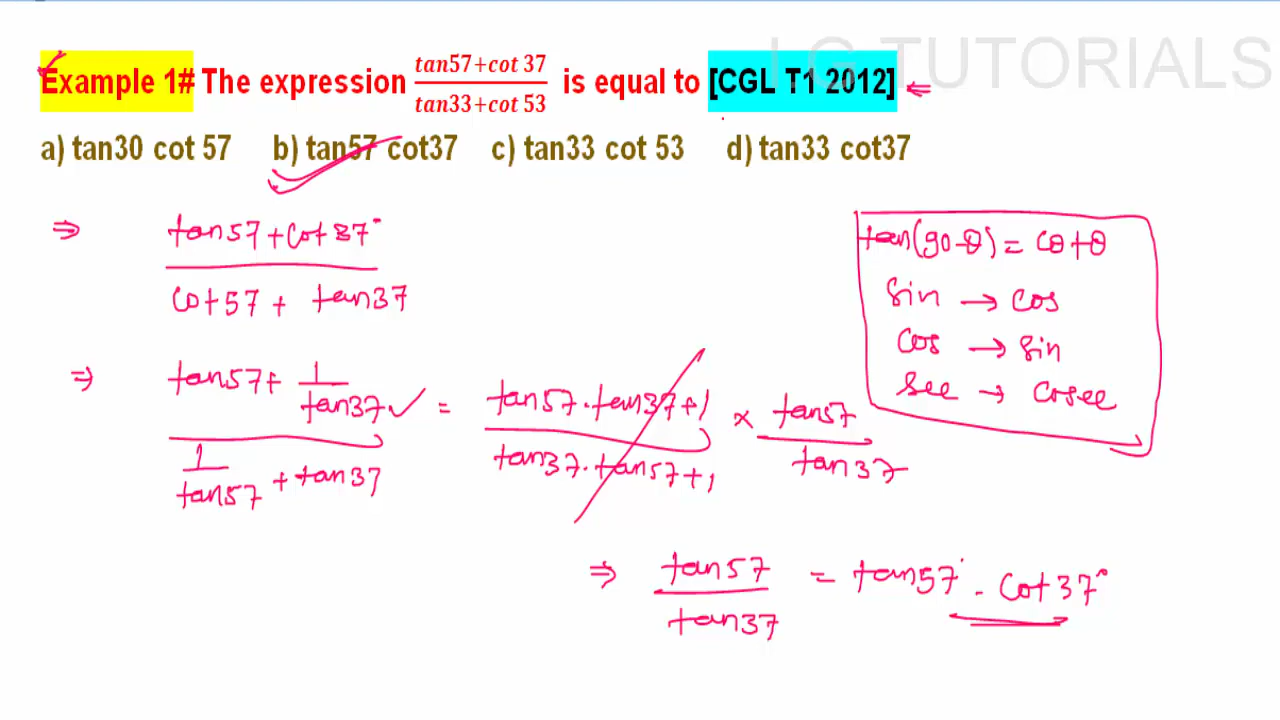 I G TUTORIALS
Example 1# The expression (tan57+cot 37)/(tan33+cot 53) is equal to [CGL T1 2012]
a) tan30 cot 57 b) tan57 cot37 c) tan33 cot 53 d) tan33 cot37
⇒ (tan57+cot37°)/(cot57+tan37)
tan(90-θ) = cotθ
sin → cos
cos → sin
sec → cosec
⇒ (tan57+1/tan37)/(1/tan57+tan37) = (tan57·tan37+1)/(tan37·tan57+1) × tan57/tan37
⇒ tan57/tan37 = tan57°·cot37°